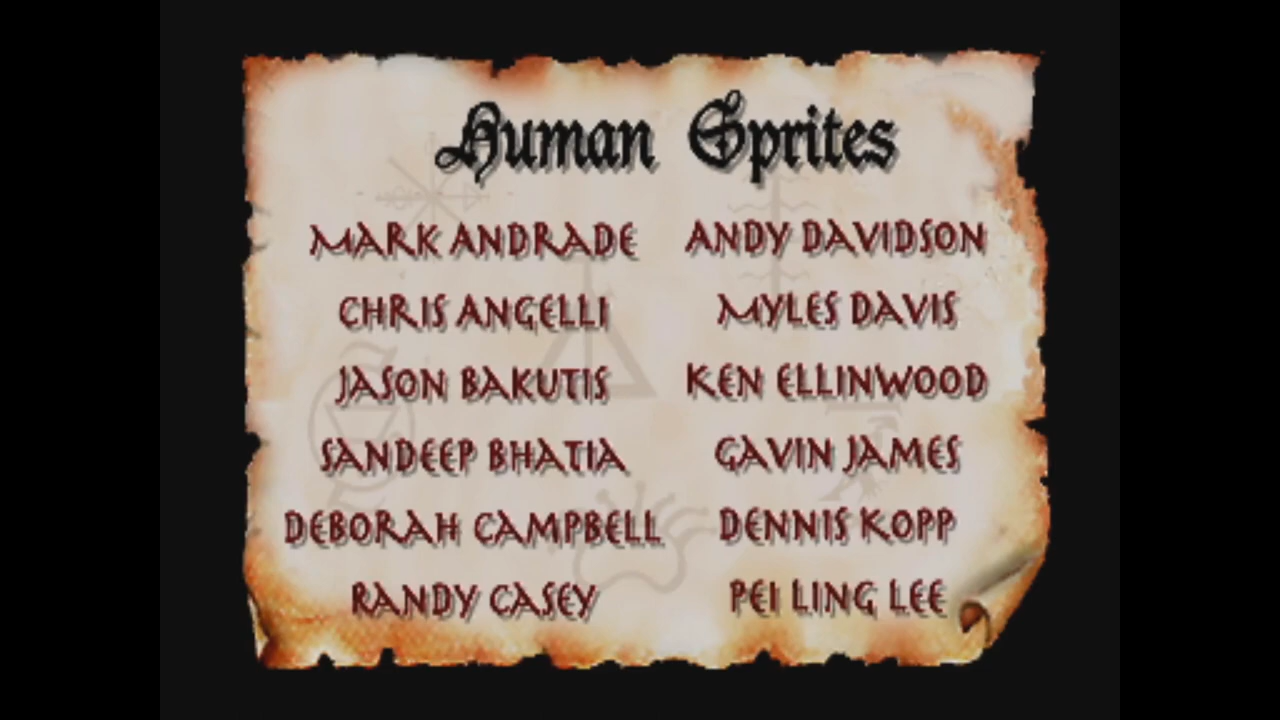 Human Sprites
MARK ANDRADE
CHRIS ANGELLI
JASON BAKUTIS
SANDEEP BHATIA
DEBORAH CAMPBELL
RANDY CASEY
ANDY DAVIDSON
MYLES DAVIS
KEN ELLINWOOD
GAVIN JAMES
DENNIS KOPP
PEI LING LEE